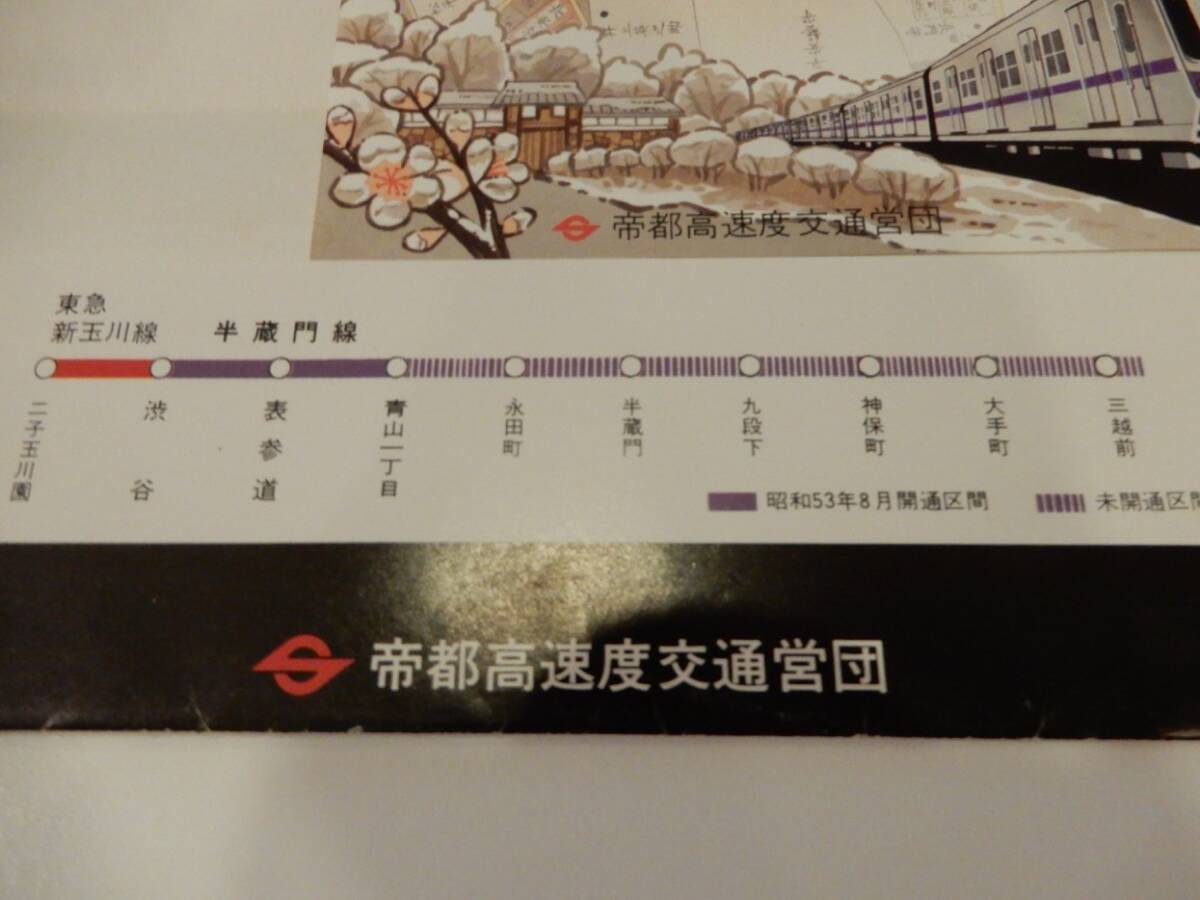 帝都高速度交通営団
東急
新玉川線
半蔵門線
二子玉川園
渋谷
表参道
青山一丁目
永田町
半蔵門
九段下
神保町
大手町
三越前
昭和53年8月開通区間
未開通区間
帝都高速度交通営団